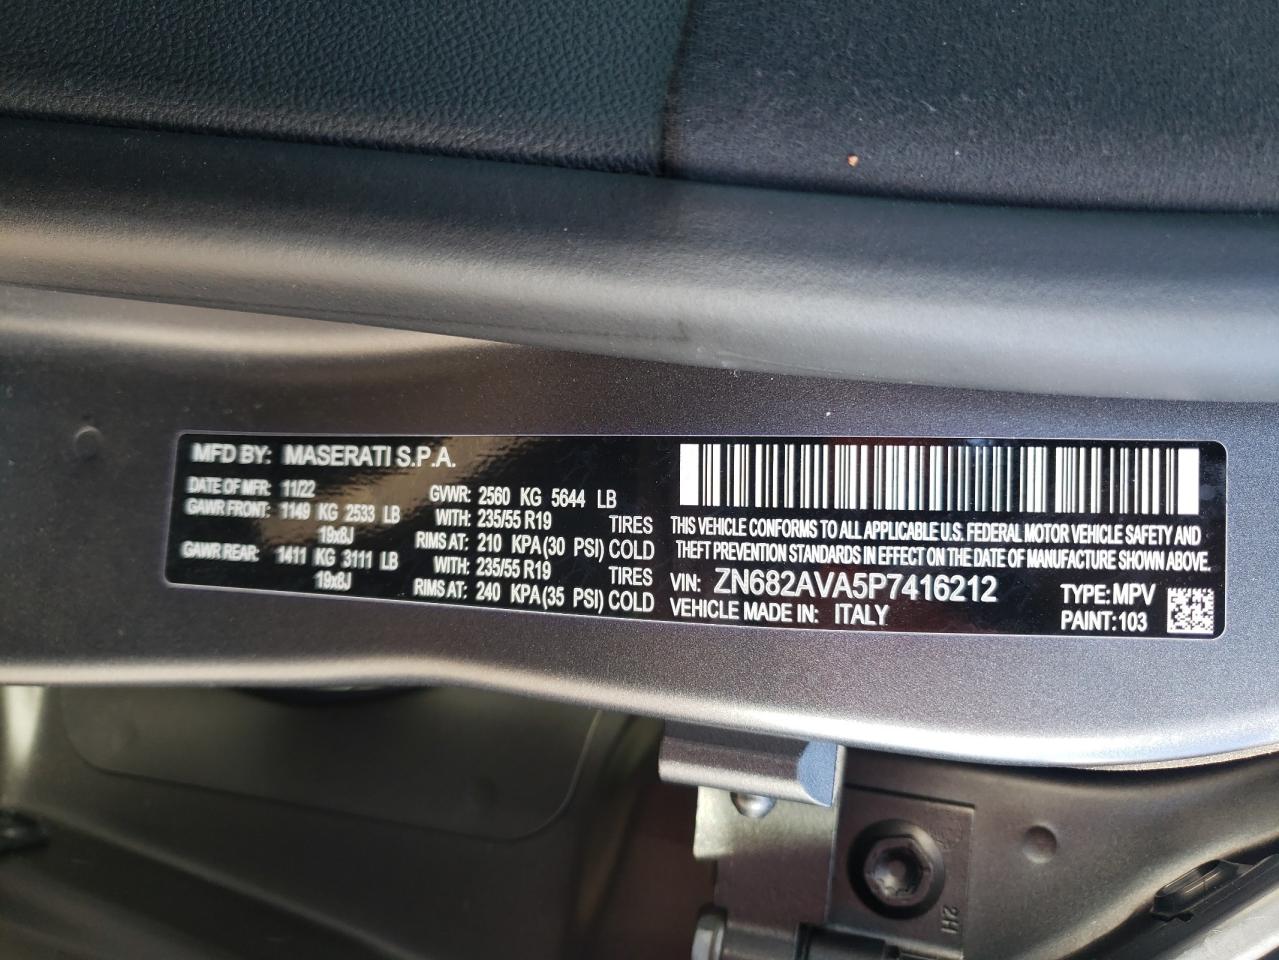 MFD BY: MASERATI S.P.A.
DATE OF MFR: 11/22 GVWR: 2560 KG 5644 LB
GAWR FRONT: 1149 KG 2533 LB WITH: 235/55 R19 TIRES
19x8J RIMS AT: 210 KPA(30 PSI) COLD
GAWR REAR: 1411 KG 3111 LB WITH: 235/55 R19 TIRES
19x8J RIMS AT: 240 KPA(35 PSI) COLD
THIS VEHICLE CONFORMS TO ALL APPLICABLE U.S. FEDERAL MOTOR VEHICLE SAFETY AND
THEFT PREVENTION STANDARDS IN EFFECT ON THE DATE OF MANUFACTURE SHOWN ABOVE.
VIN: ZN682AVA5P7416212 TYPE: MPV
VEHICLE MADE IN: ITALY PAINT: 103
2H